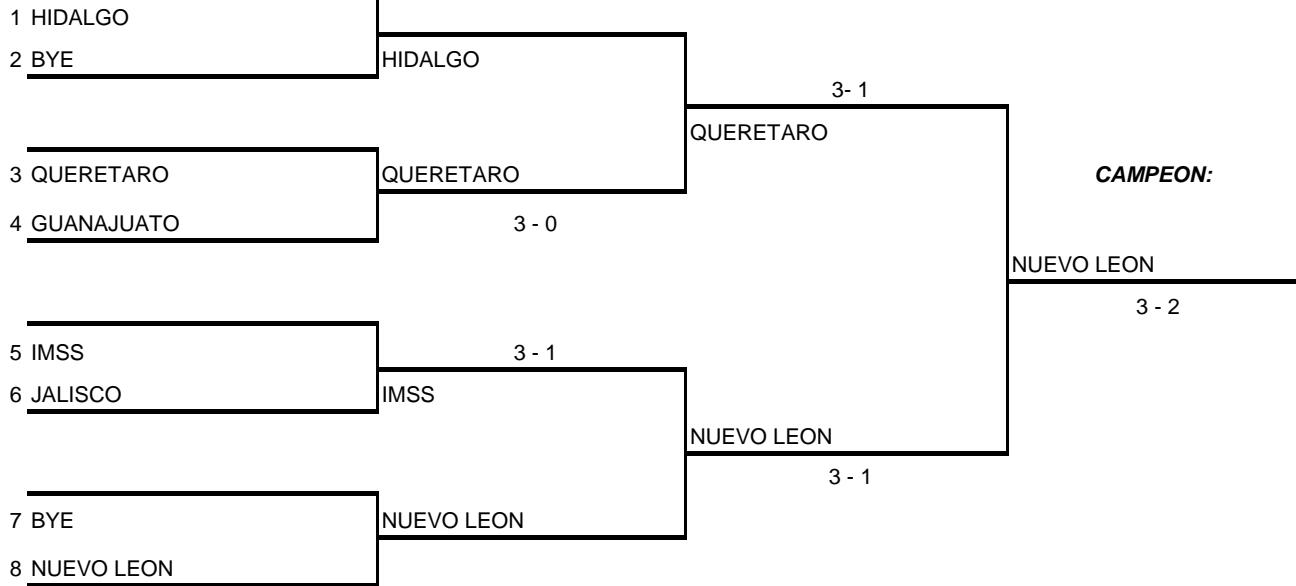 1 HIDALGO
2 BYE
HIDALGO
3- 1
QUERETARO
3 QUERETARO
QUERETARO
CAMPEON:
4 GUANAJUATO
3 - 0
NUEVO LEON
3 - 2
5 IMSS
3 - 1
6 JALISCO
IMSS
NUEVO LEON
3 - 1
7 BYE
NUEVO LEON
8 NUEVO LEON